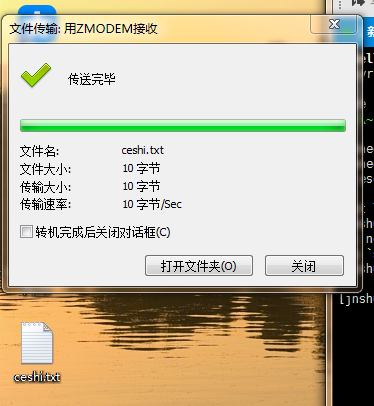 文件传输: 用ZMODEM接收
传送完毕
文件名: ceshi.txt
文件大小: 10 字节
传输大小: 10 字节
传输速率: 10 字节/Sec
转机完成后关闭对话框(C)
打开文件夹(O)
关闭
ceshi.txt
[jnshu